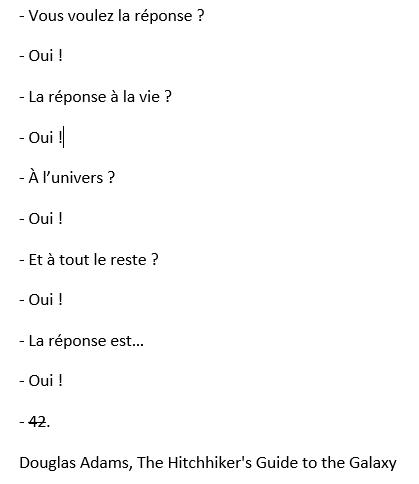 - Vous voulez la réponse ?
- Oui !
- La réponse à la vie ?
- Oui !
- À l’univers ?
- Oui !
- Et à tout le reste ?
- Oui !
- La réponse est...
- Oui !
- 42.
Douglas Adams, The Hitchhiker's Guide to the Galaxy